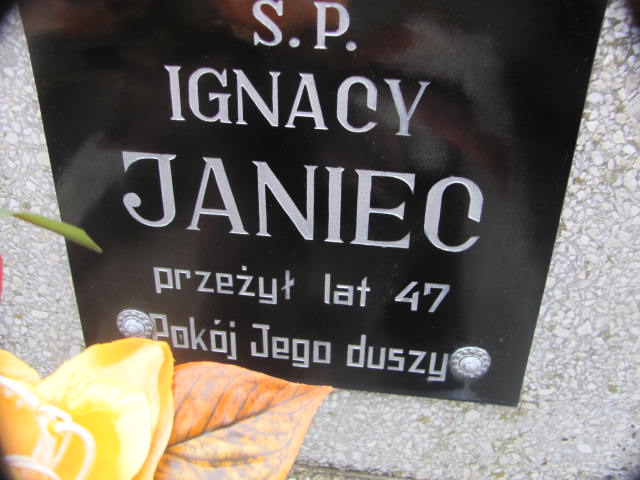 Ś.P.
IGNACY
JANIEC
przeżył lat 47
Pokój Jego duszy